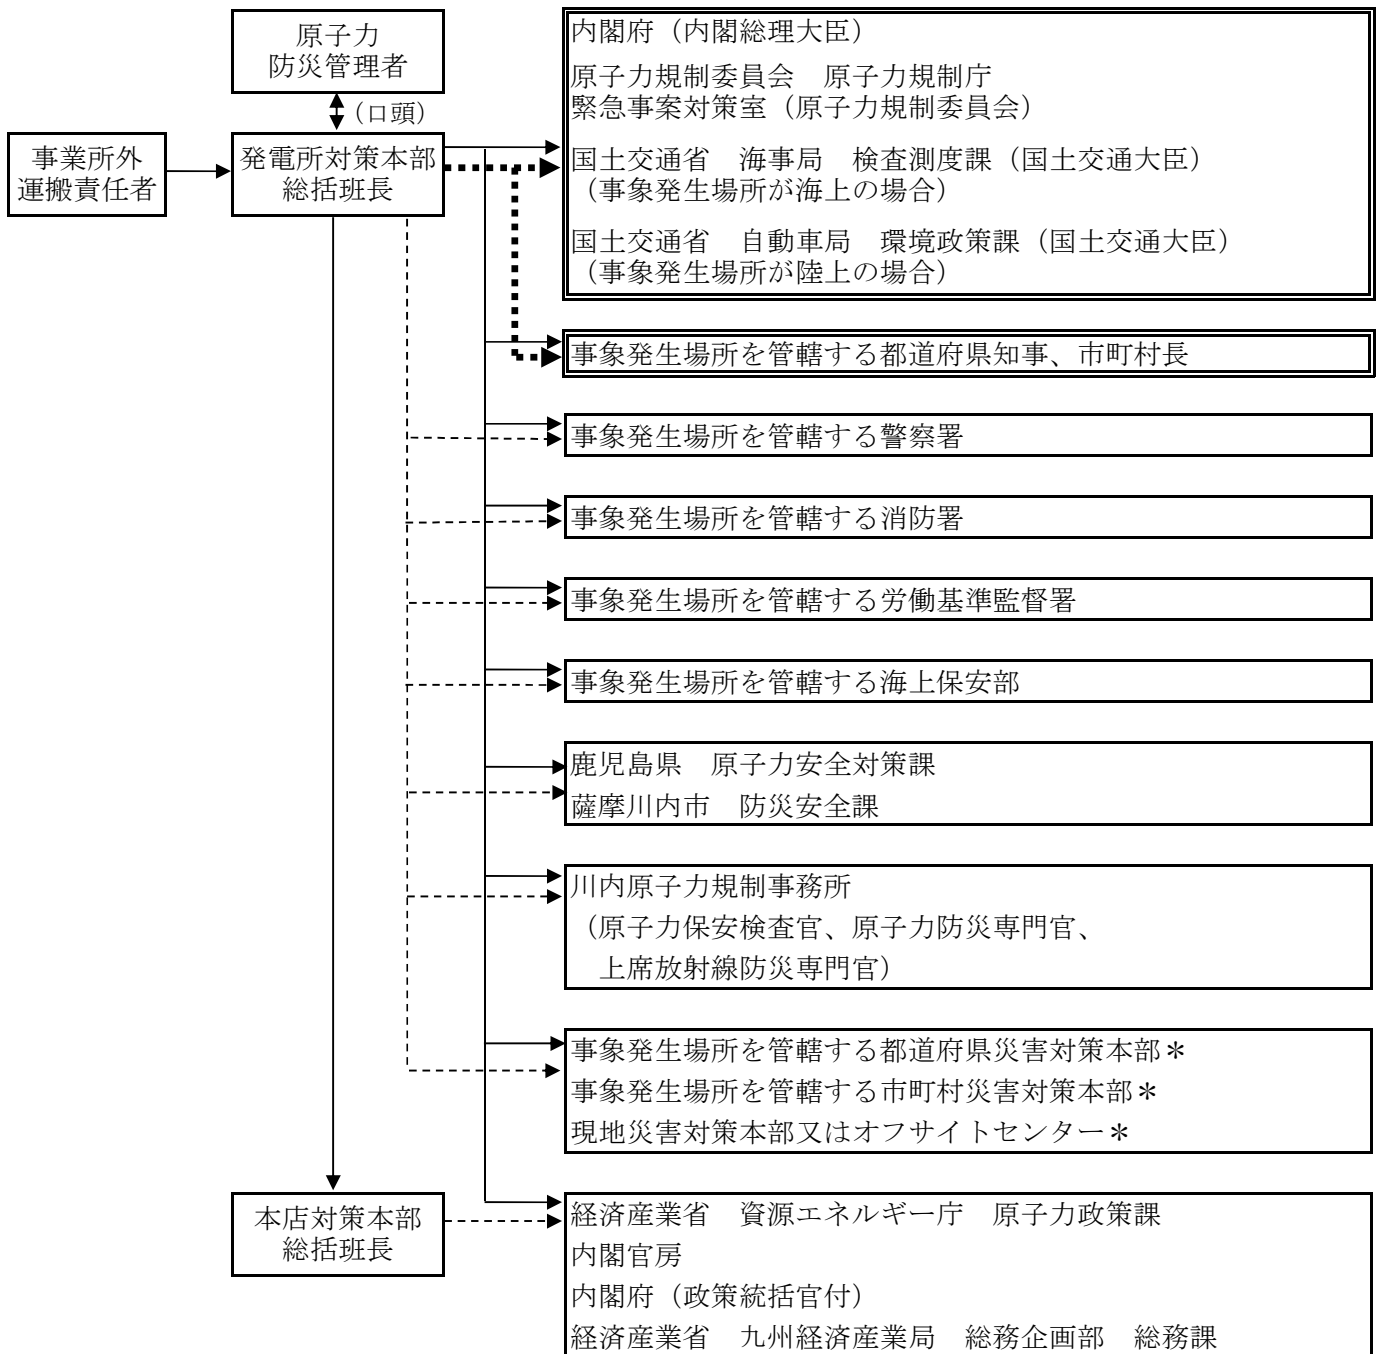 原子力
防災管理者
(口頭)
事業所外
運搬責任者
発電所対策本部
総括班長
内閣府（内閣総理大臣）
原子力規制委員会　原子力規制庁
緊急事案対策室（原子力規制委員会）
国土交通省　海事局　検査測度課（国土交通大臣）
（事象発生場所が海上の場合）
国土交通省　自動車局　環境政策課（国土交通大臣）
（事象発生場所が陸上の場合）
事象発生場所を管轄する都道府県知事、市町村長
事象発生場所を管轄する警察署
事象発生場所を管轄する消防署
事象発生場所を管轄する労働基準監督署
事象発生場所を管轄する海上保安部
鹿児島県　原子力安全対策課
薩摩川内市　防災安全課
川内原子力規制事務所
（原子力保安検査官、原子力防災専門官、
上席放射線防災専門官）
事象発生場所を管轄する都道府県災害対策本部＊
事象発生場所を管轄する市町村災害対策本部＊
現地災害対策本部又はオフサイトセンター＊
本店対策本部
総括班長
経済産業省　資源エネルギー庁　原子力政策課
内閣官房
内閣府（政策統括官付）
経済産業省　九州経済産業局　総務企画部　総務課